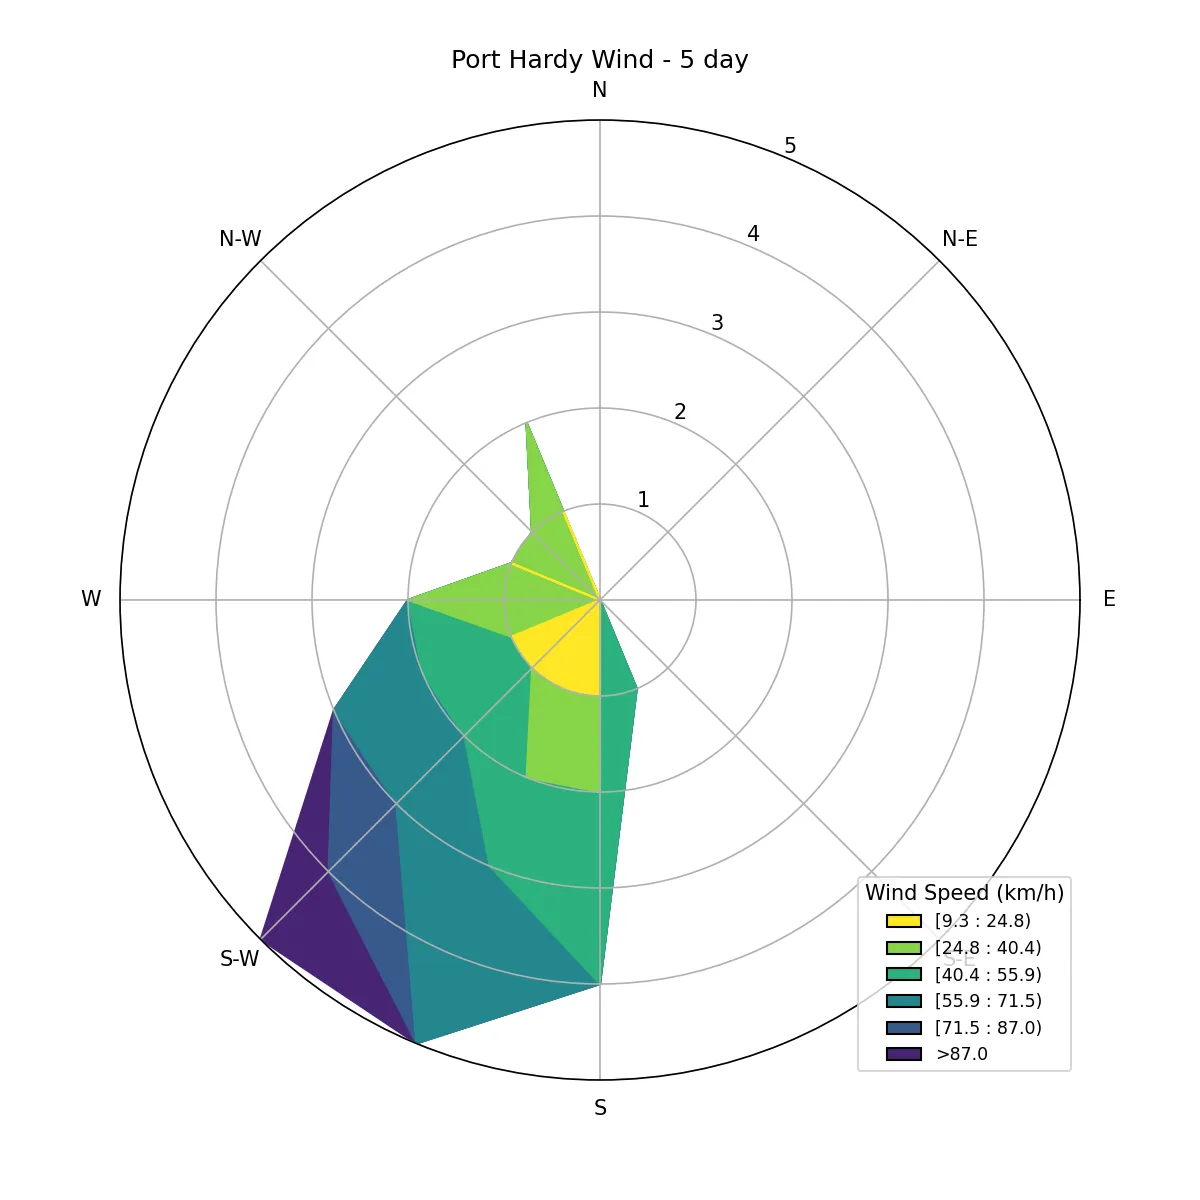 Port Hardy Wind - 5 day
N
5
N-W
N-E
4
3
2
1
W
E
Wind Speed (km/h)
[9.3 : 24.8)
[24.8 : 40.4)
S-W
S-E
[40.4 : 55.9)
[55.9 : 71.5)
[71.5 : 87.0)
>87.0
S